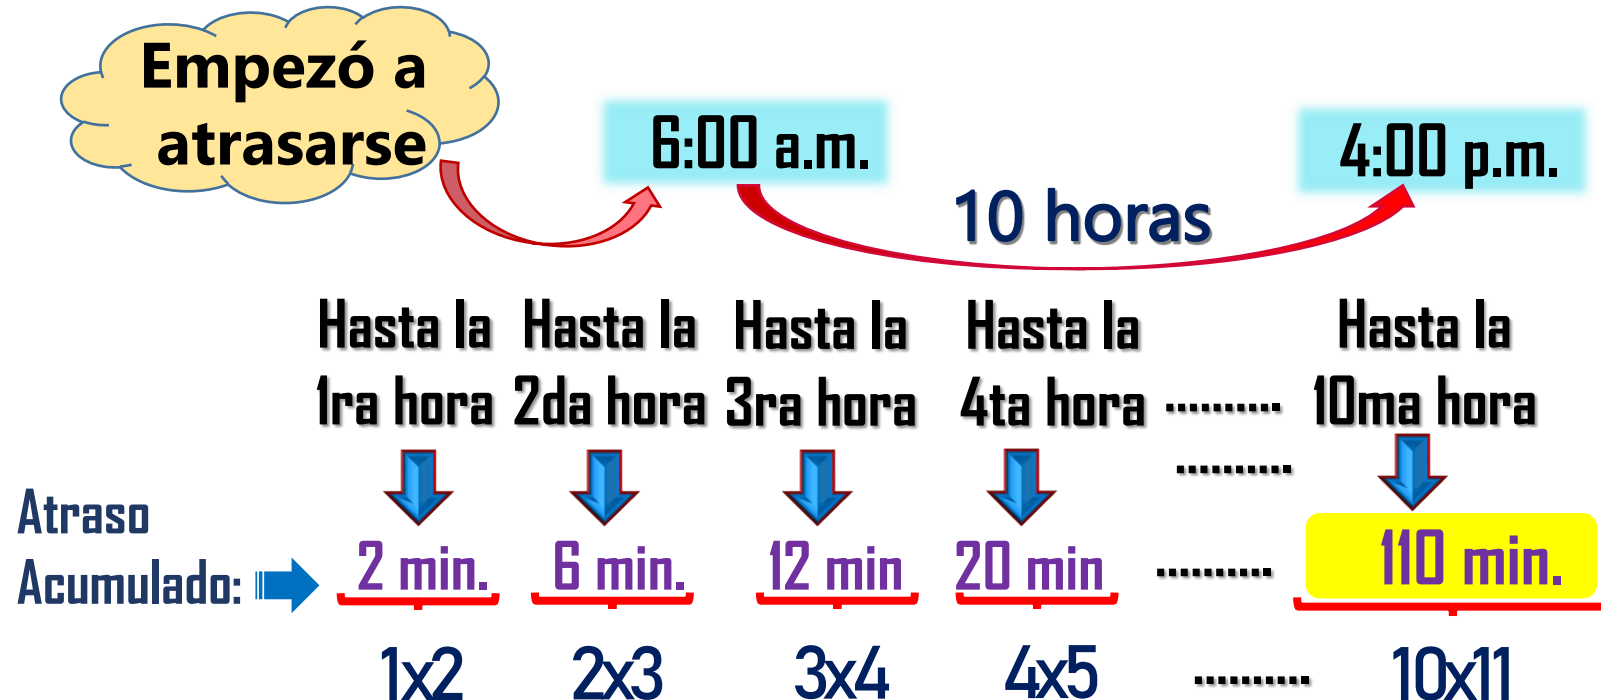 Empezó a
atrasarse
6:00 a.m.
4:00 p.m.
10 horas
Hasta la Hasta la Hasta la Hasta la Hasta la
1ra hora 2da hora 3ra hora 4ta hora .......... 10ma hora
..........
Atraso
Acumulado:
2 min. 6 min. 12 min 20 min .......... 110 min.
1x2 2x3 3x4 4x5 .......... 10x11